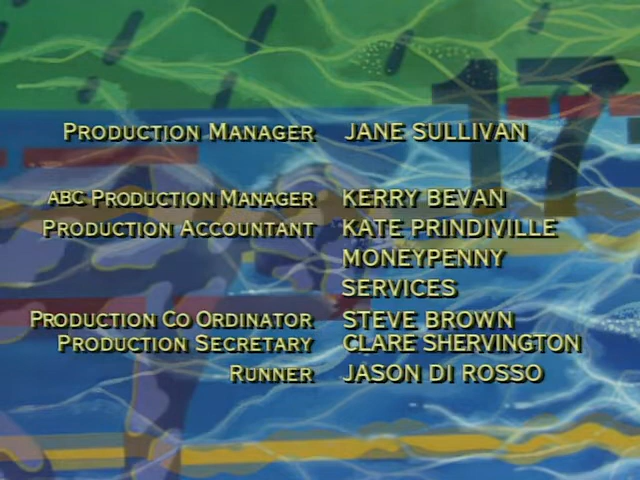 17
PRODUCTION MANAGER JANE SULLIVAN
ABC PRODUCTION MANAGER KERRY BEVAN
PRODUCTION ACCOUNTANT KATE PRINDIVILLE
MONEYPENNY
SERVICES
PRODUCTION CO ORDINATOR STEVE BROWN
PRODUCTION SECRETARY CLARE SHERVINGTON
RUNNER JASON DI ROSSO